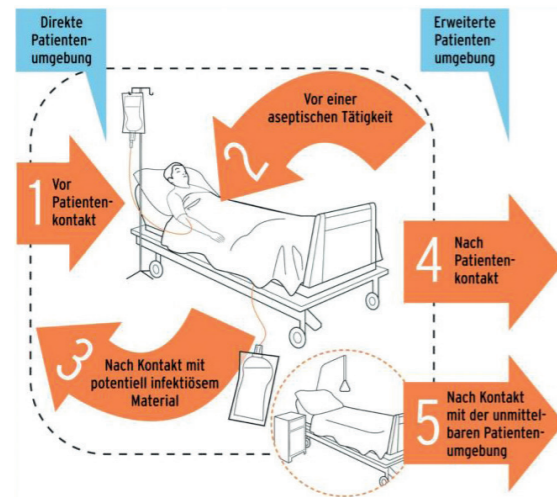 Direkte
Patienten-
umgebung
Erweiterte
Patienten-
umgebung
Vor einer
aseptischen Tätigkeit
2
1
Vor
Patienten-
kontakt
4
Nach
Patienten-
kontakt
3
Nach Kontakt mit
potentiell infektiösem
Material
5
Nach Kontakt
mit der unmittel-
baren Patienten-
umgebung